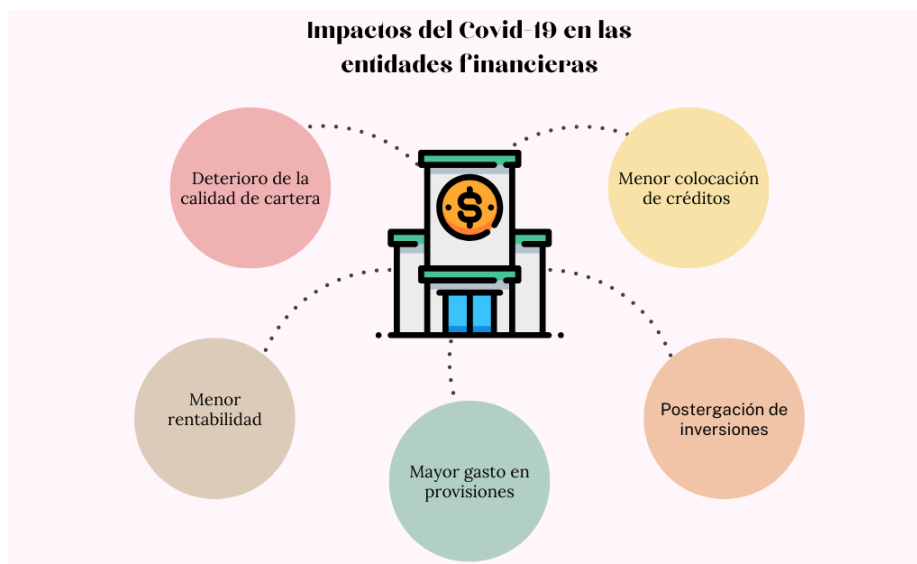 Impactos del Covid-19 en las
entidades financieras
Deterioro de la
calidad de cartera
Menor colocación
de créditos
$
Menor
rentabilidad
Postergación de
inversiones
Mayor gasto en
provisiones